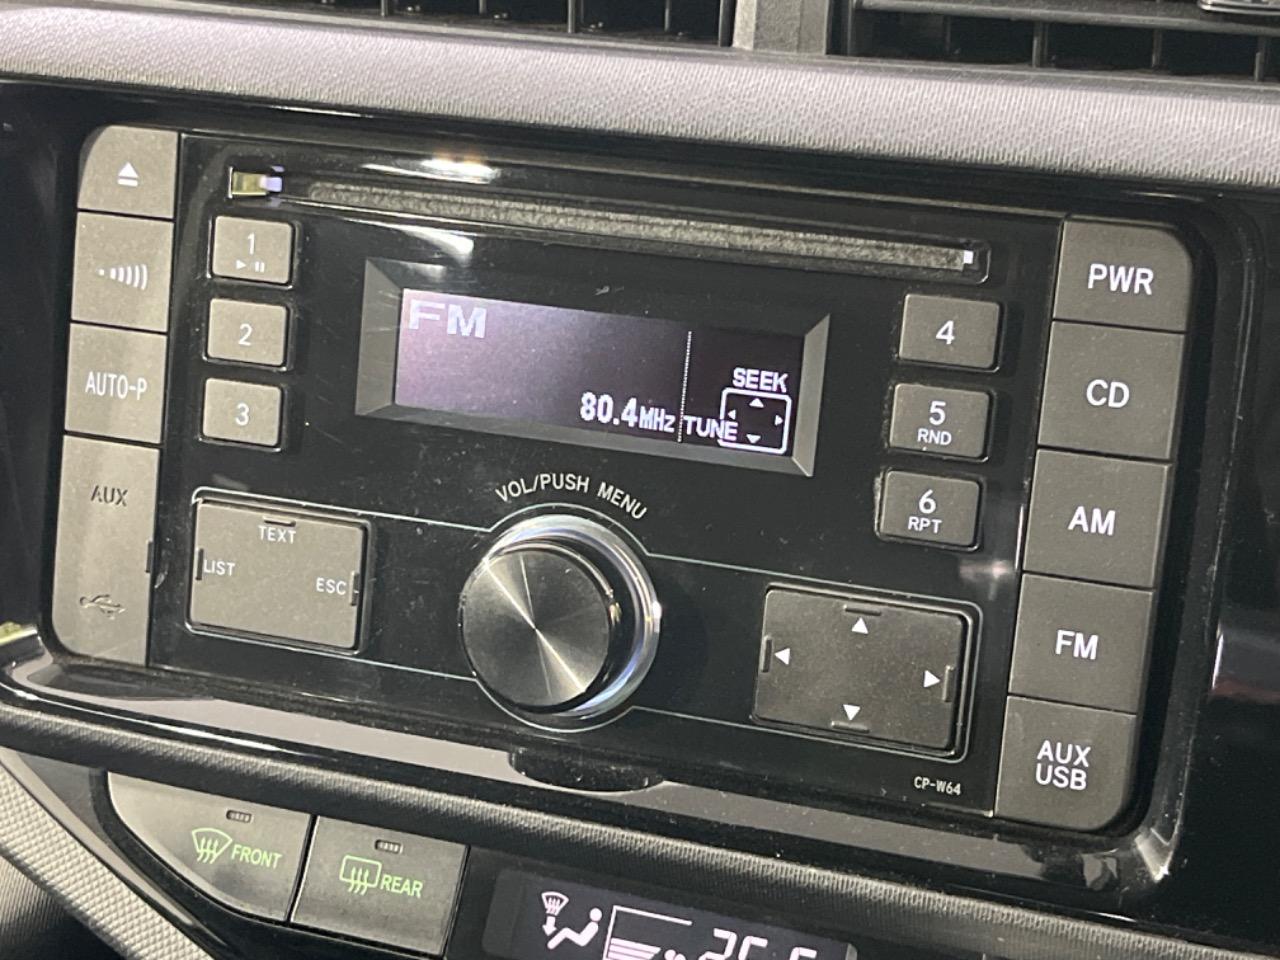 1
2
AUTO-P
3
AUX
TEXT
LIST
ESC
FM
80.4MHz
SEEK
TUNE
VOL/PUSH MENU
4
5
RND
6
RPT
PWR
CD
AM
FM
AUX
USB
CP-W64
FRONT
REAR